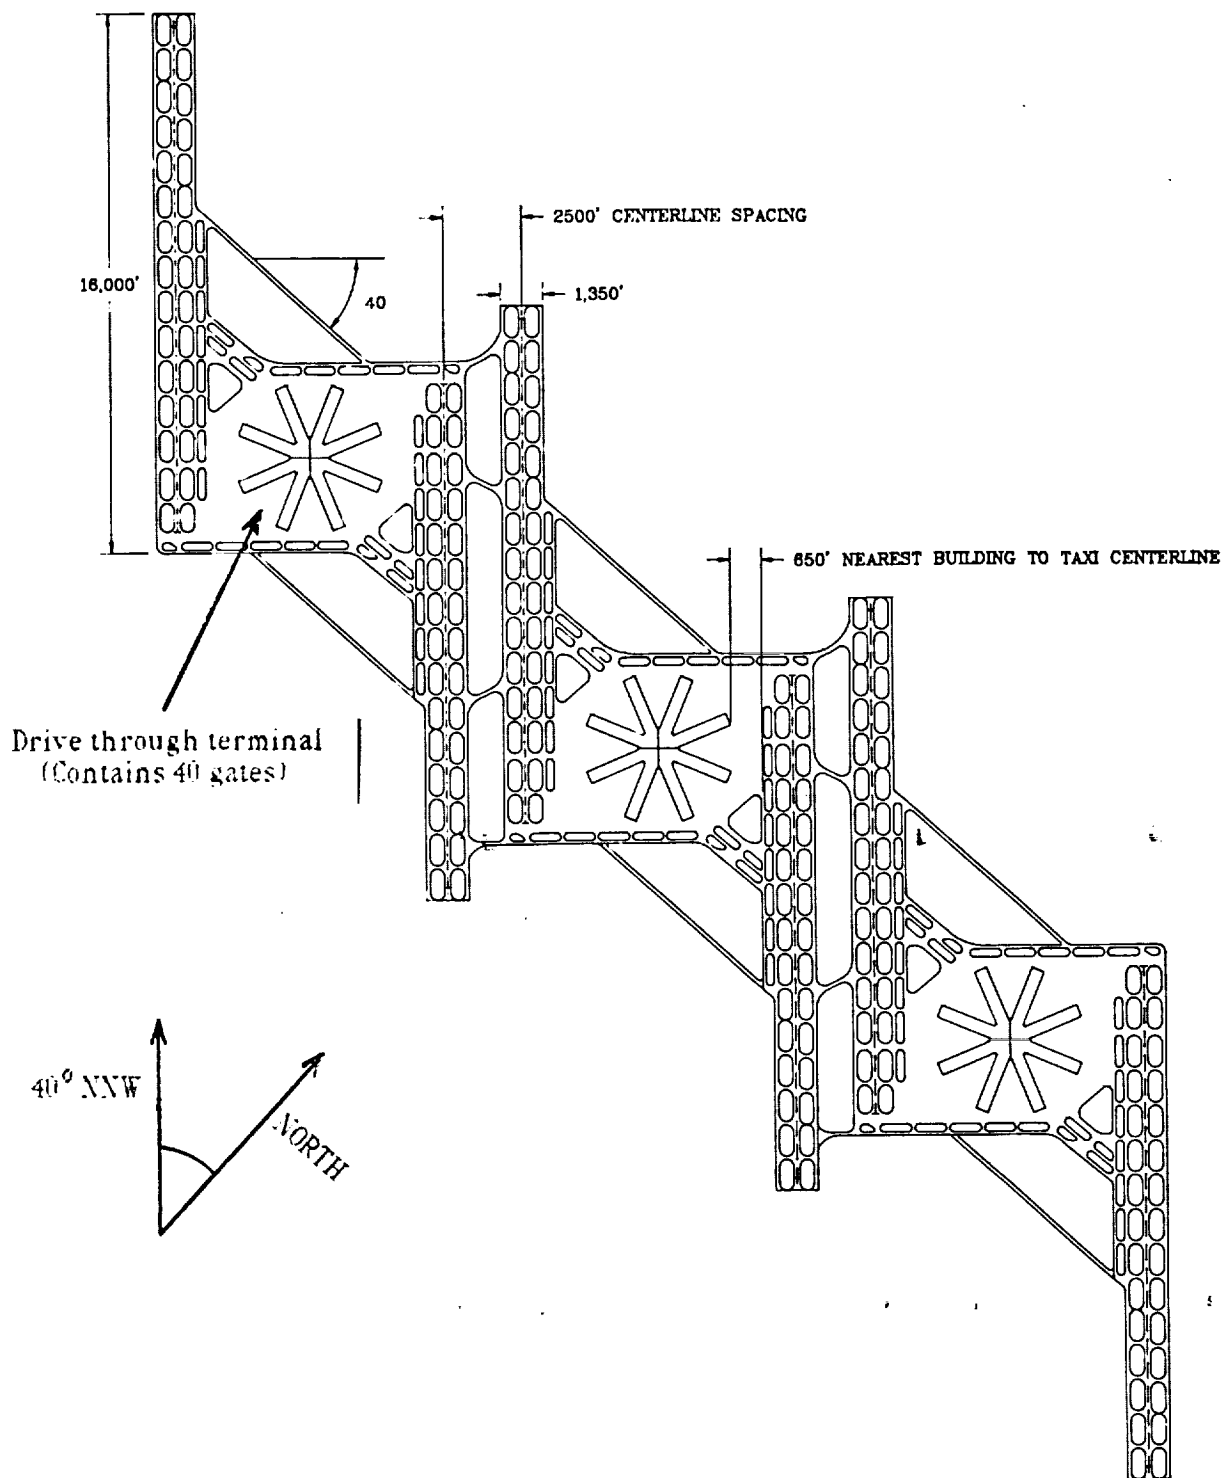 2500' CENTERLINE SPACING
16,000'
40
1,350'
650' NEAREST BUILDING TO TAXI CENTERLINE
Drive through terminal
(Contains 40 gates)
40° NNW
NORTH